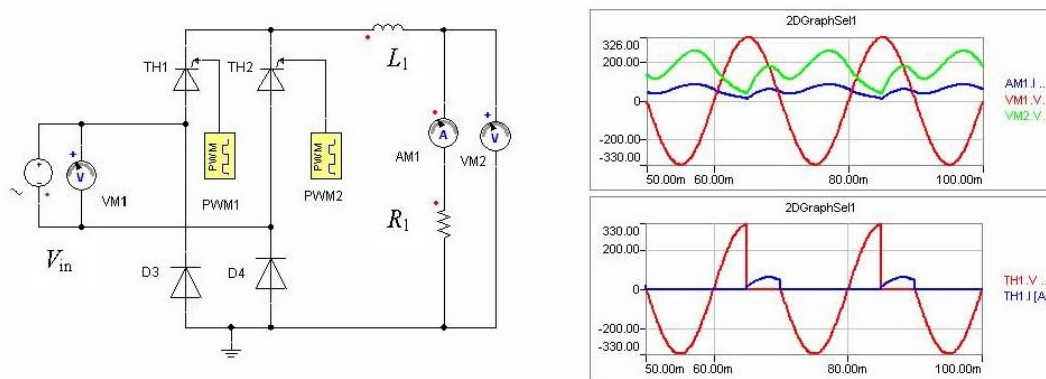 TH1
TH2
L1
PWM
PWM
PWM1
PWM2
V
VM1
A
AM1
V
VM2
R1
Vin
D3
D4
2DGraphSel1
326.00
200.00
0
-200.00
-330.00
50.00m 60.00m 80.00m 100.00m
AM1.I ..
VM1.V..
VM2.V..
2DGraphSel1
330.00
200.00
0
-200.00
-330.00
50.00m 60.00m 80.00m 100.00m
TH1.V ..
TH1.I [A